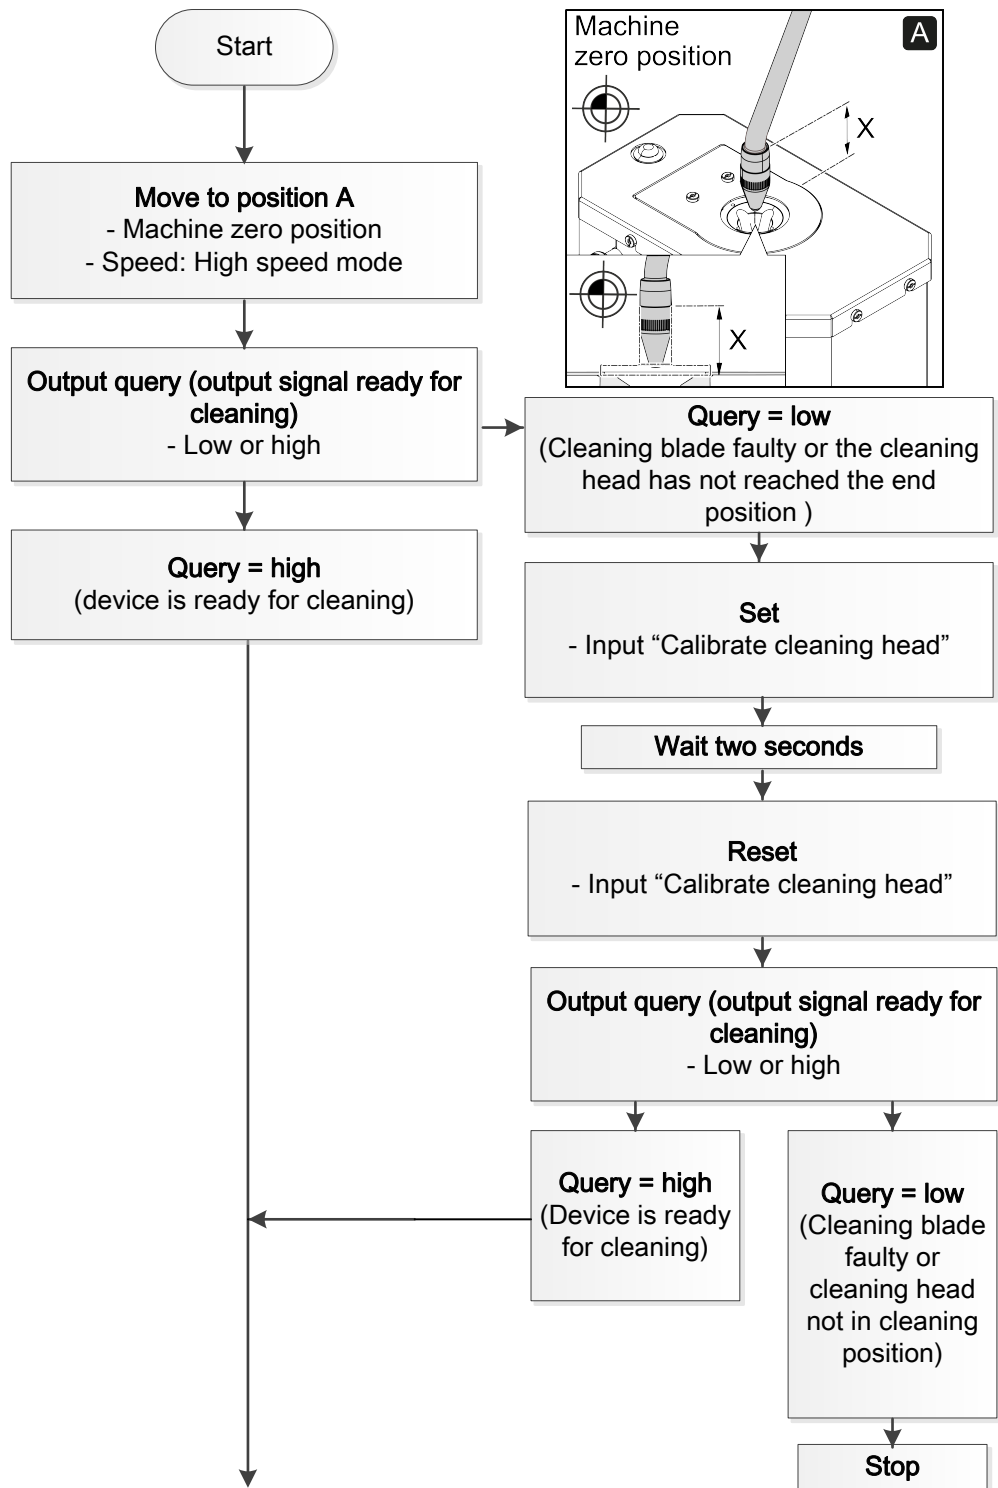 Start
Machine
zero position
A
X
X
Move to position A
- Machine zero position
- Speed: High speed mode
Output query (output signal ready for
cleaning)
- Low or high
Query = low
(Cleaning blade faulty or the cleaning
head has not reached the end
position )
Query = high
(device is ready for cleaning)
Set
- Input “Calibrate cleaning head”
Wait two seconds
Reset
- Input “Calibrate cleaning head”
Output query (output signal ready for
cleaning)
- Low or high
Query = high
(Device is ready
for cleaning)
Query = low
(Cleaning blade
faulty or
cleaning head
not in cleaning
position)
Stop